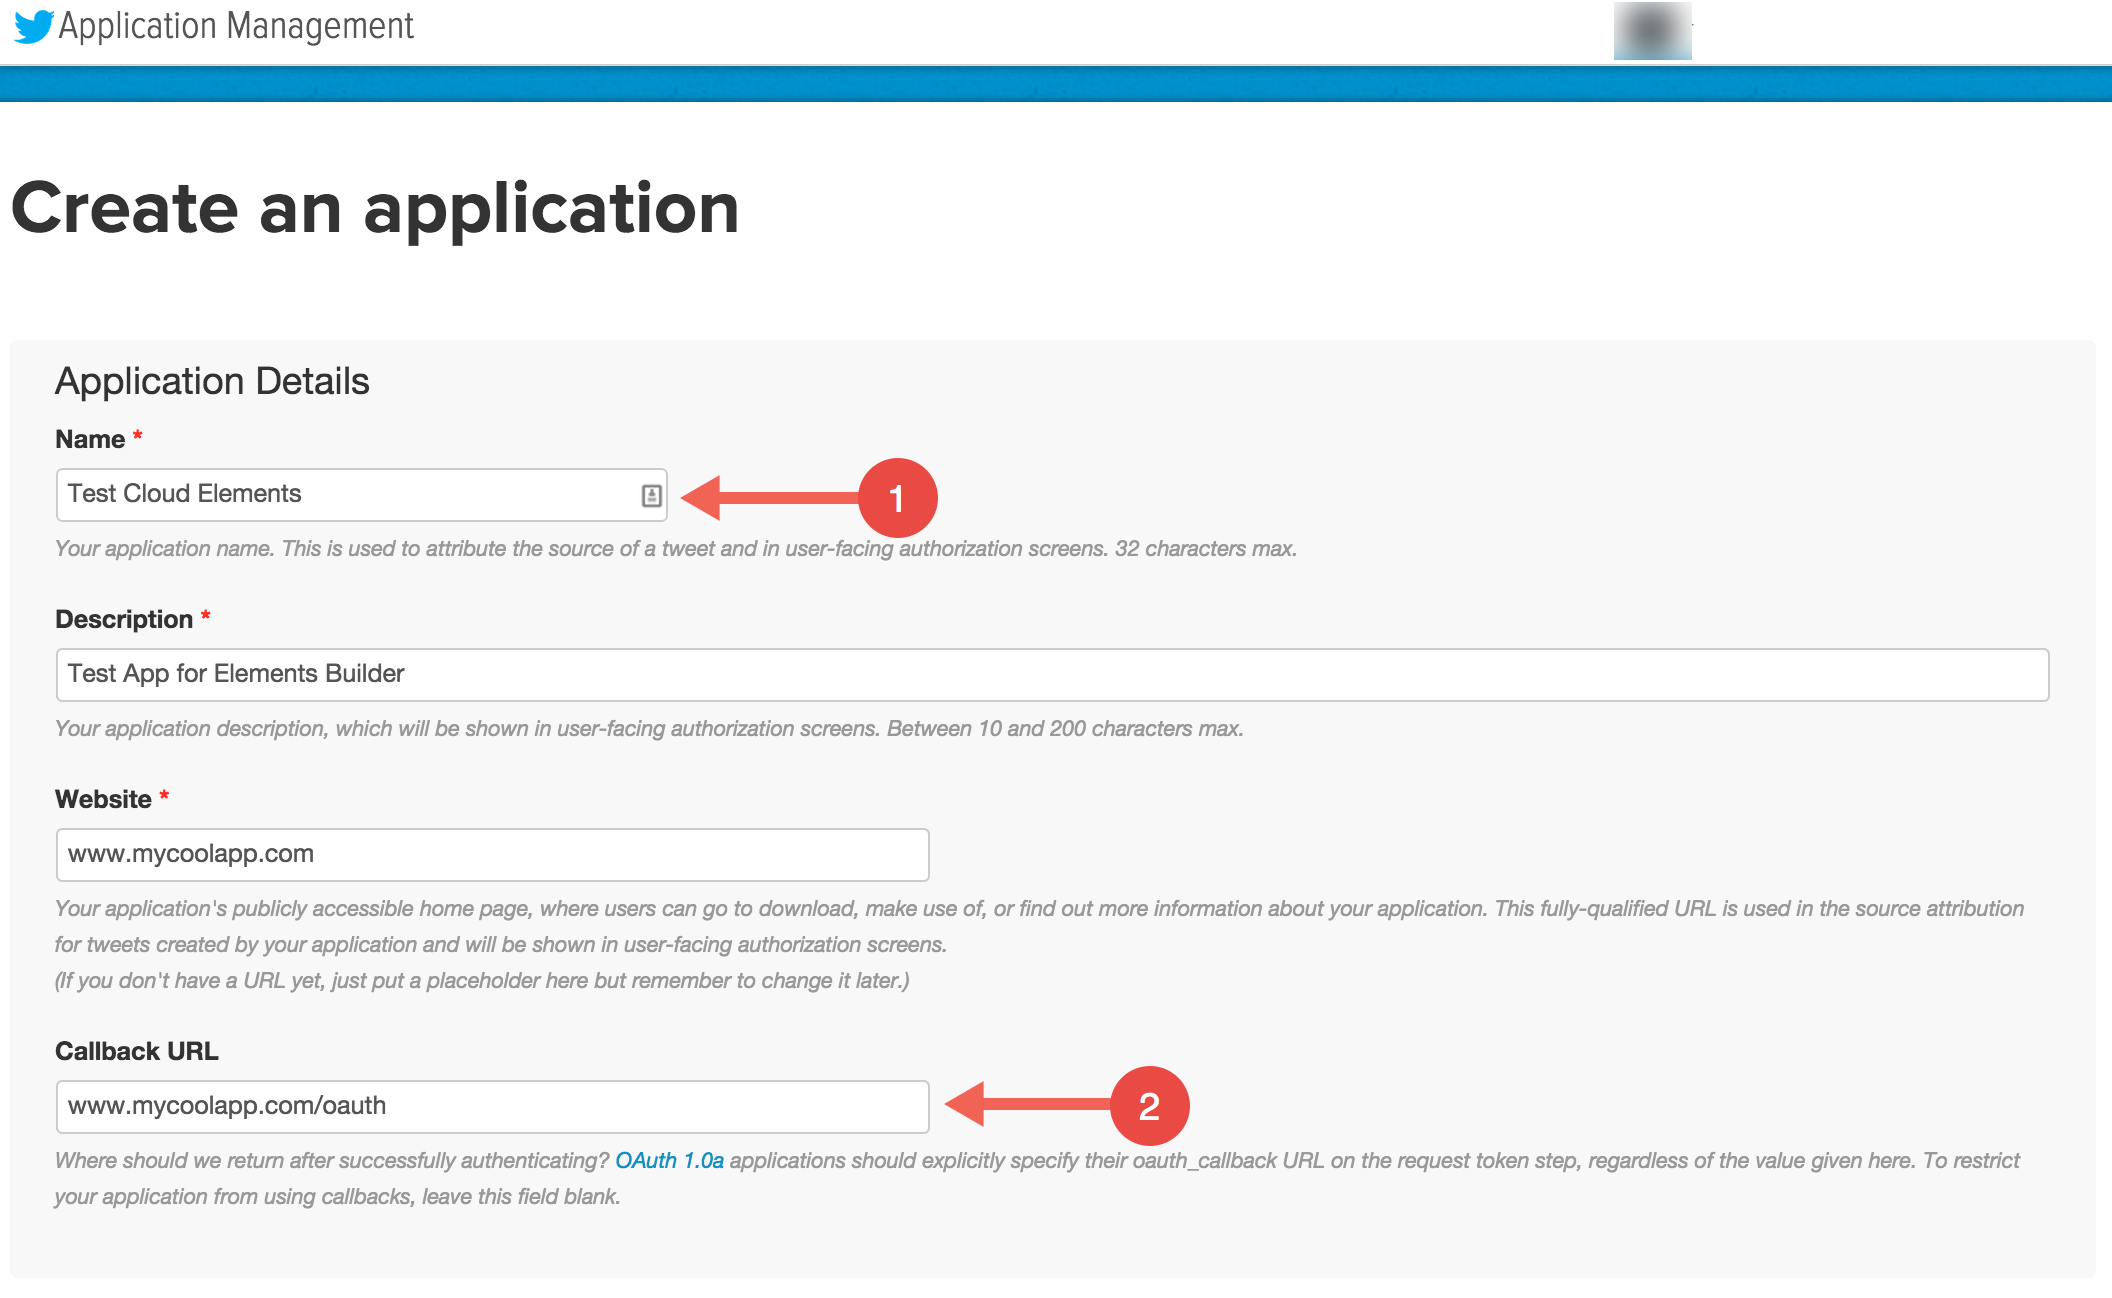 Application Management
Create an application
Application Details
Name *
Test Cloud Elements
1
Your application name. This is used to attribute the source of a tweet and in user-facing authorization screens. 32 characters max.
Description *
Test App for Elements Builder
Your application description, which will be shown in user-facing authorization screens. Between 10 and 200 characters max.
Website *
www.mycoolapp.com
Your application's publicly accessible home page, where users can go to download, make use of, or find out more information about your application. This fully-qualified URL is used in the source attribution
for tweets created by your application and will be shown in user-facing authorization screens.
(If you don't have a URL yet, just put a placeholder here but remember to change it later.)
Callback URL
www.mycoolapp.com/oauth
2
Where should we return after successfully authenticating? OAuth 1.0a applications should explicitly specify their oauth_callback URL on the request token step, regardless of the value given here. To restrict
your application from using callbacks, leave this field blank.